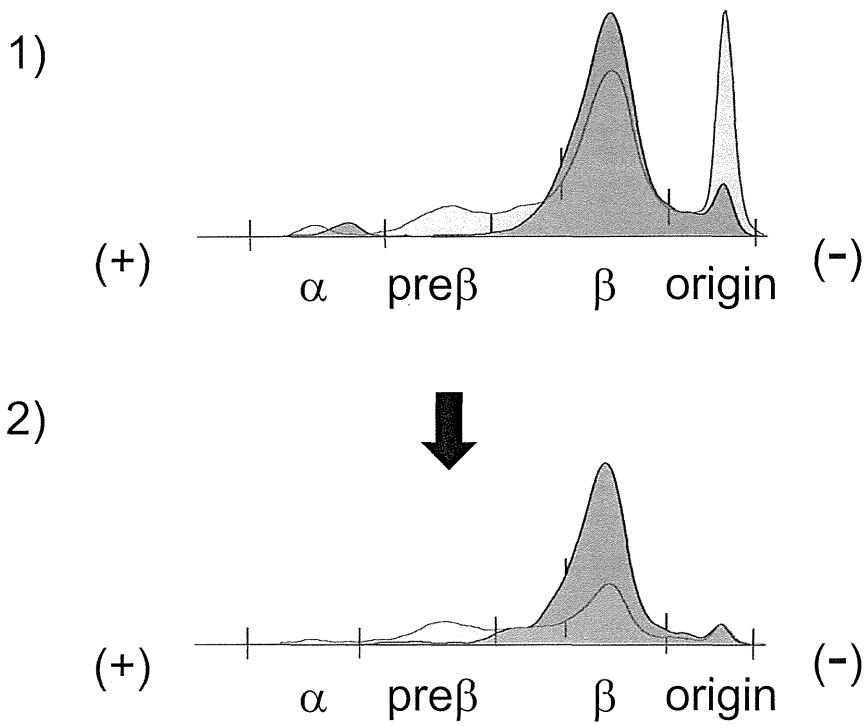 1)
(+) α preβ β origin (-)
2)
(+) α preβ β origin (-)